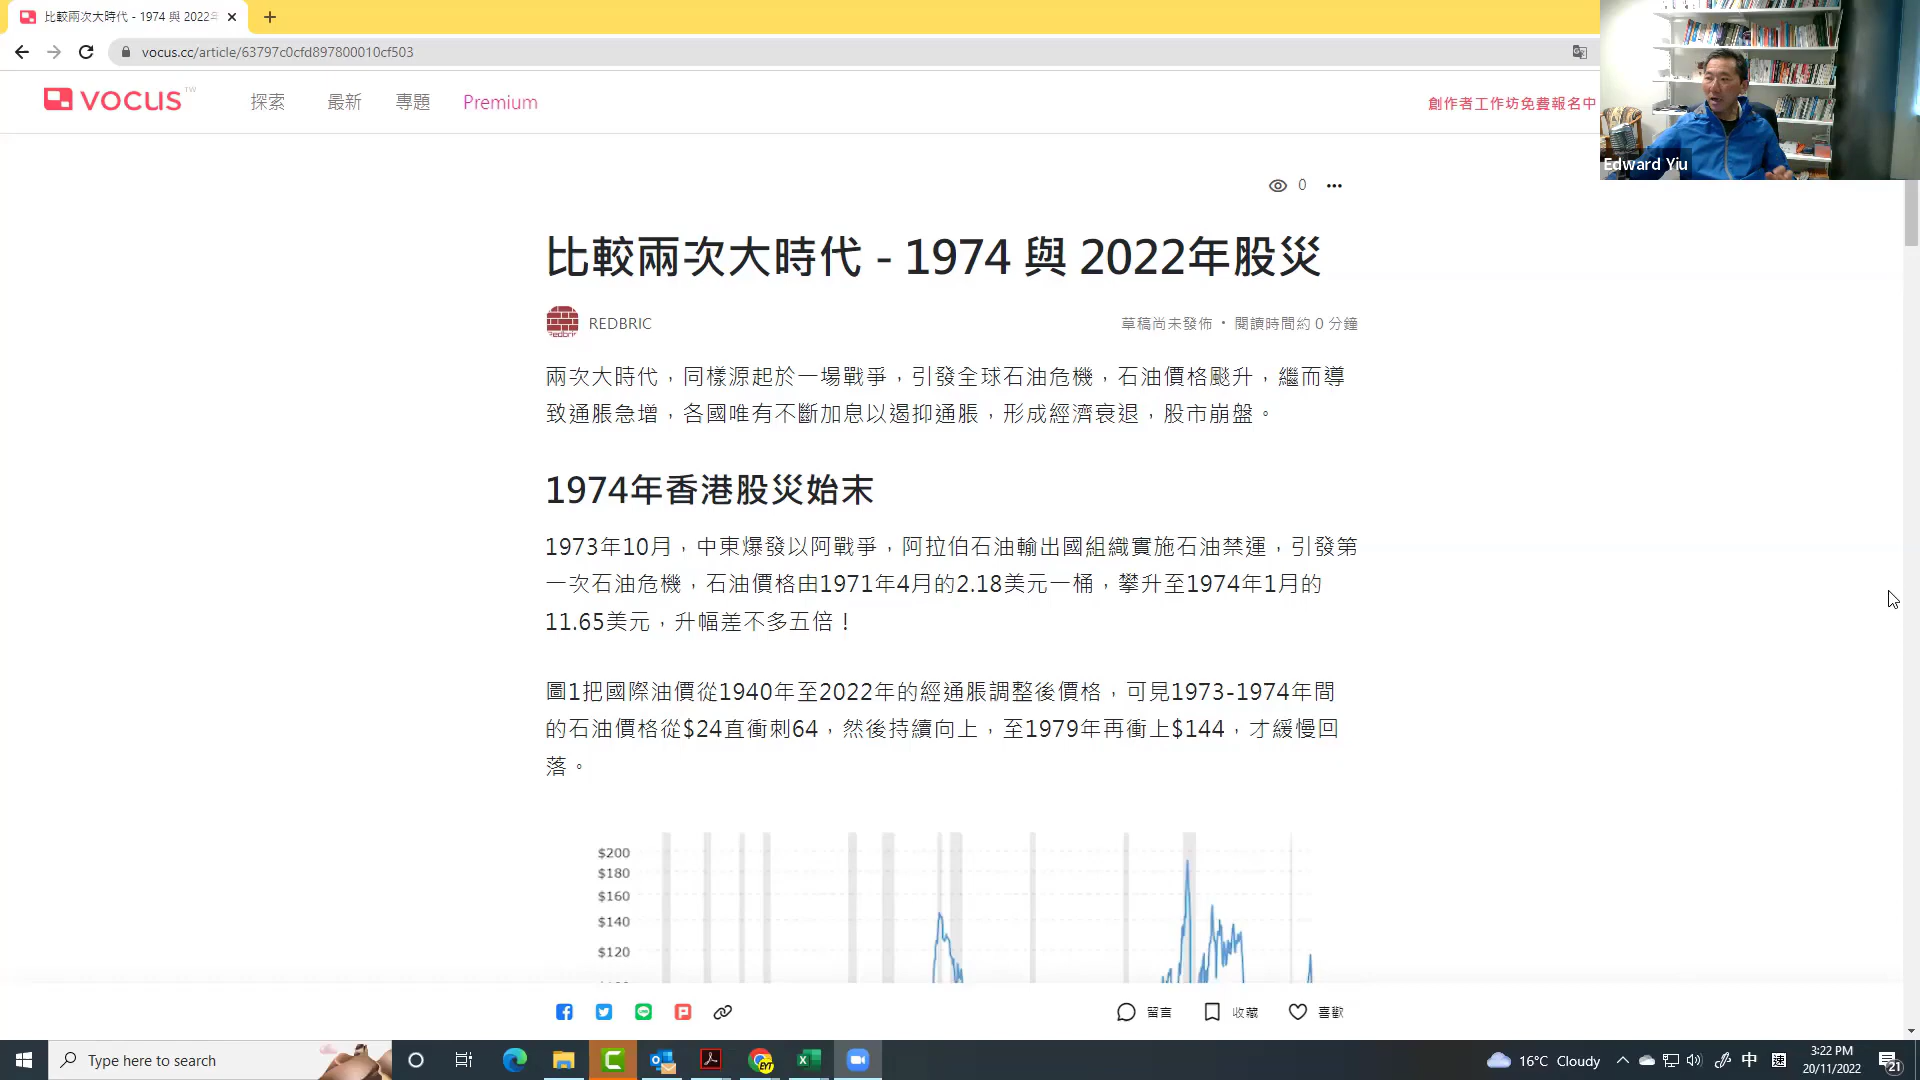 比較兩次大時代 - 1974 與 2022年
vocus.cc/article/63797c0cfd897800010cf503
vocus TW
探索
最新
專題
Premium
創作者工作坊免費報名中
Edward Yiu
0
比較兩次大時代 - 1974 與 2022年股災
Redbric
REDBRIC
草稿尚未發佈・閱讀時間約 0 分鐘
兩次大時代，同樣源起於一場戰爭，引發全球石油危機，石油價格颷升，繼而導
致通脹急增，各國唯有不斷加息以遏抑通脹，形成經濟衰退，股市崩盤。
1974年香港股災始末
1973年10月，中東爆發以阿戰爭，阿拉伯石油輸出國組織實施石油禁運，引發第
一次石油危機，石油價格由1971年4月的2.18美元一桶，攀升至1974年1月的
11.65美元，升幅差不多五倍！
圖1把國際油價從1940年至2022年的經通脹調整後價格，可見1973-1974年間
的石油價格從$24直衝刺64，然後持續向上，至1979年再衝上$144，才緩慢回
落。
$200
$180
$160
$140
$120
留言
收藏
喜歡
Type here to search
16°C Cloudy
中
3:22 PM
20/11/2022
21